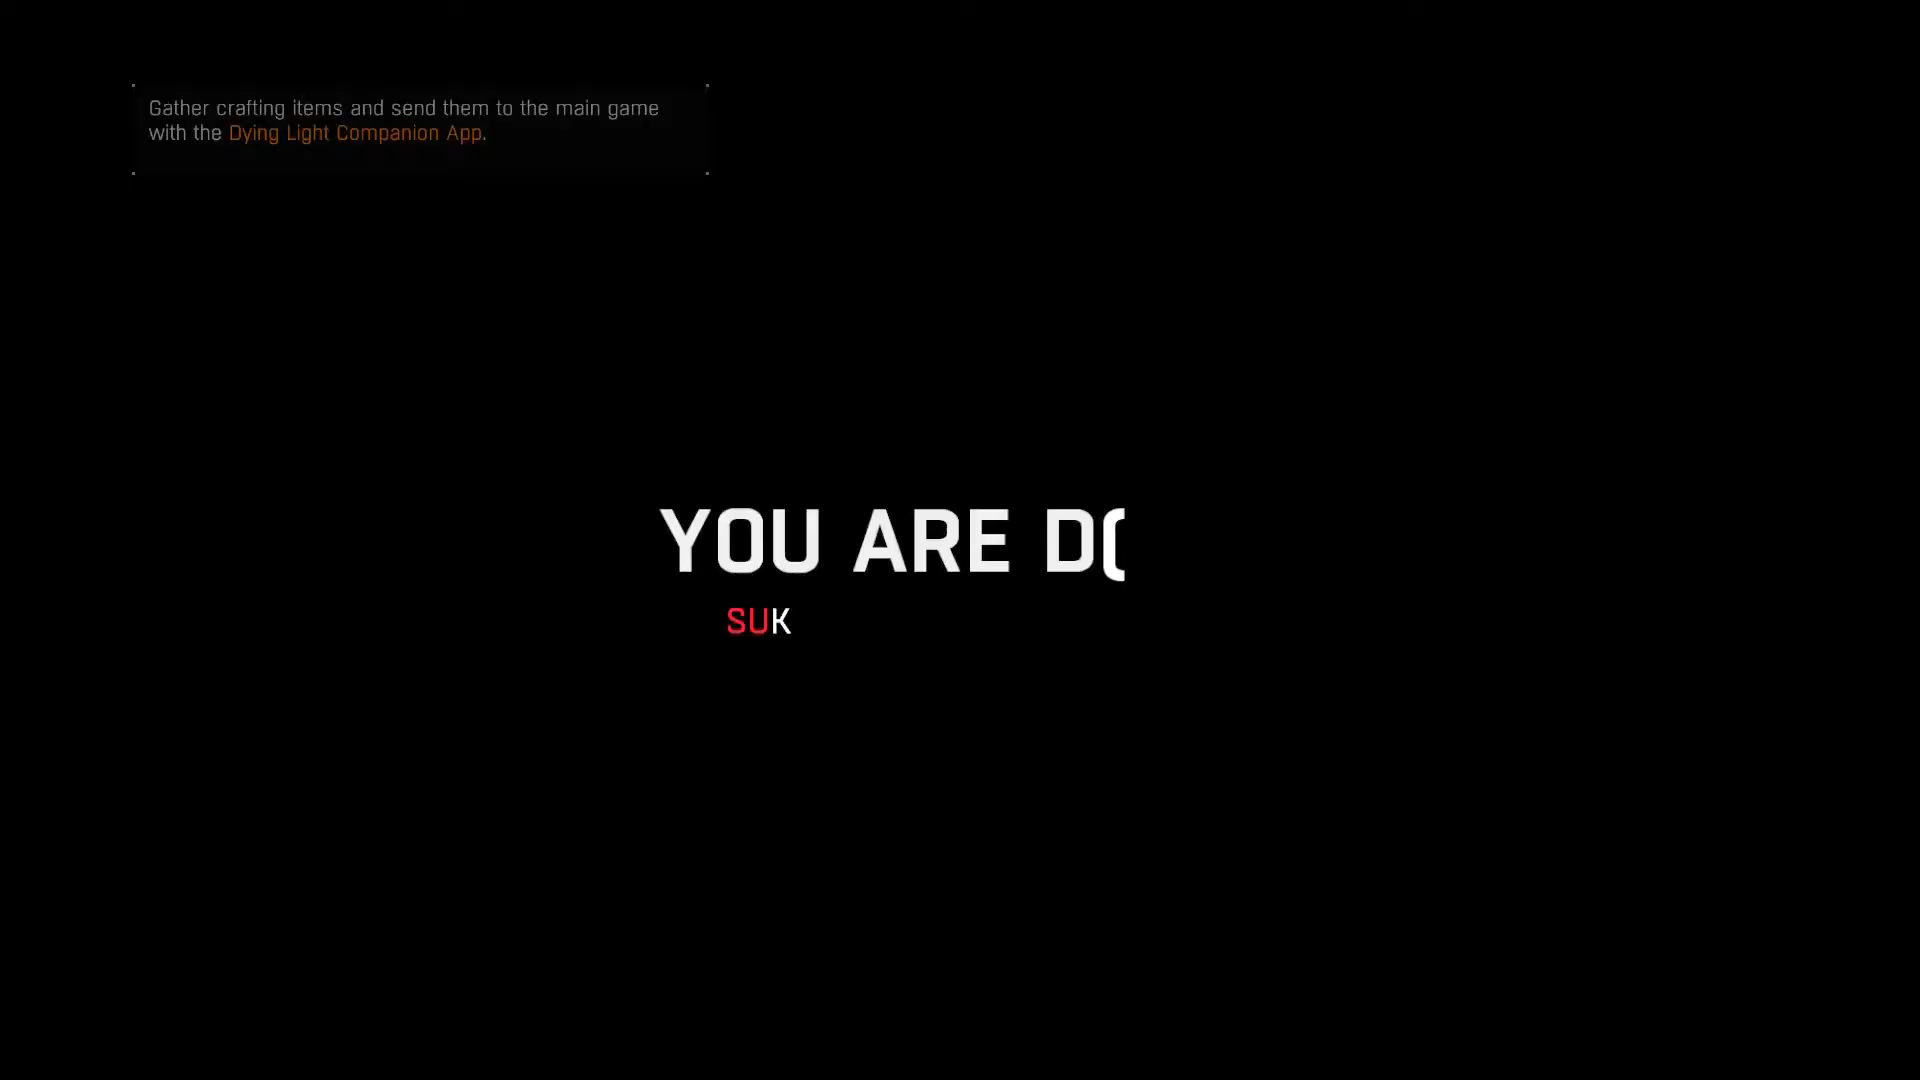 Gather crafting items and send them to the main game
with the Dying Light Companion App.
YOU ARE D
SUK